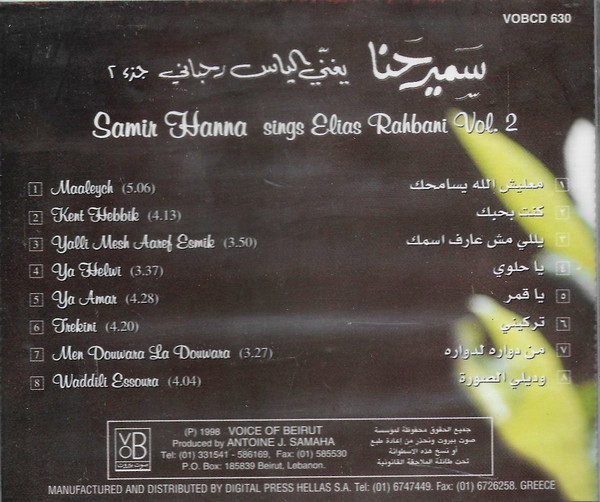 VOBCD 630
سمير حنا يغني الياس رحباني جزء ٢
Samir Hanna sings Elias Rahbani Vol. 2
1 Maaleych (5.06) معليش الله يسامحك ١
2 Kent Hebbik (4.13) كنت بحبك ٢
3 Yalli Mesh Aaref Esmik (3.50) يللي مش عارف اسمك ٣
4 Ya Helwi (3.37) يا حلوي ٤
5 Ya Amar (4.28) يا قمر ٥
6 Trekini (4.20) تركيني ٦
7 Men Douwara La Douwara (3.27) من دواره لدواره ٧
8 Waddili Essoura (4.04) وديلي الصورة ٨
VOB
صوت بيروت
(P) 1998 VOICE OF BEIRUT
Produced by ANTOINE J. SAMAHA
Tel: (01) 331541 - 586169, Fax: (01) 585530
P.O. Box: 185839 Beirut, Lebanon.
جميع الحقوق محفوظة لمؤسسة
صوت بيروت ونحذر من إعادة طبع
أو نسخ هذه الاسطوانة
تحت طائلة الملاحقة القانونية
MANUFACTURED AND DISTRIBUTED BY DIGITAL PRESS HELLAS S.A. Tel: (01) 6747449. Fax: (01) 6726258. GREECE